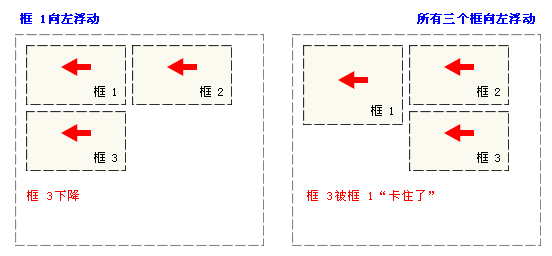 框 1向左浮动
框 1
框 2
框 3
框 3下降
所有三个框向左浮动
框 1
框 2
框 3
框 3被框 1“卡住了”